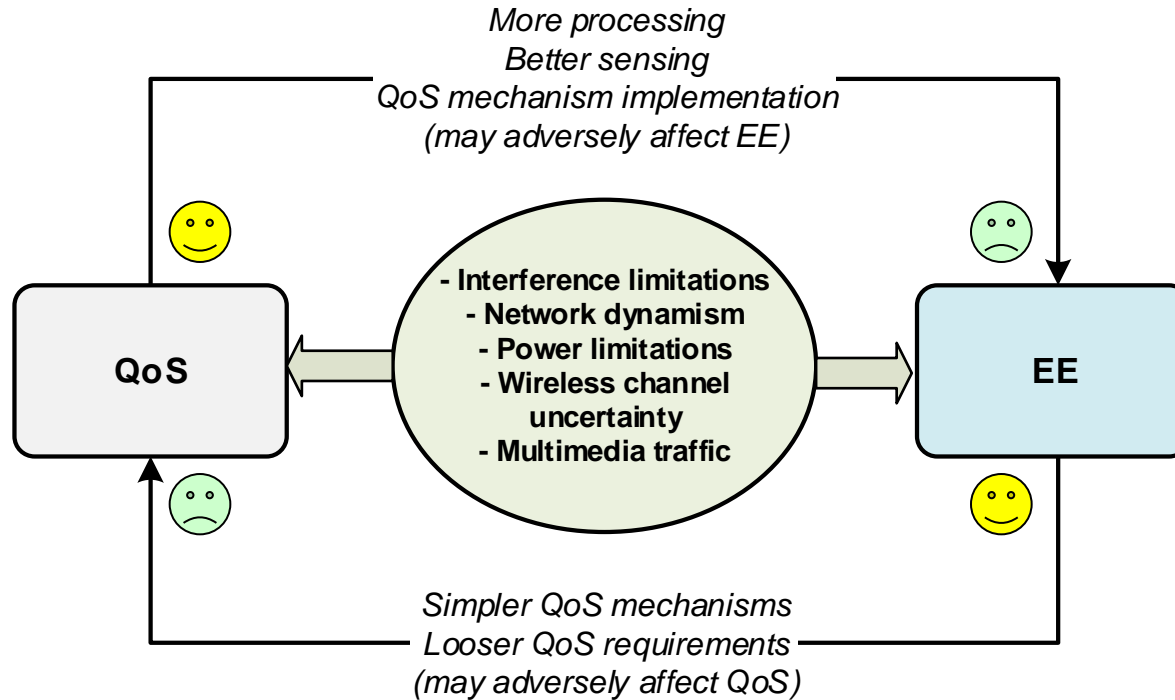 More processing
Better sensing
QoS mechanism implementation
(may adversely affect EE)
- Interference limitations
- Network dynamism
- Power limitations
- Wireless channel
uncertainty
- Multimedia traffic
QoS
EE
Simpler QoS mechanisms
Looser QoS requirements
(may adversely affect QoS)